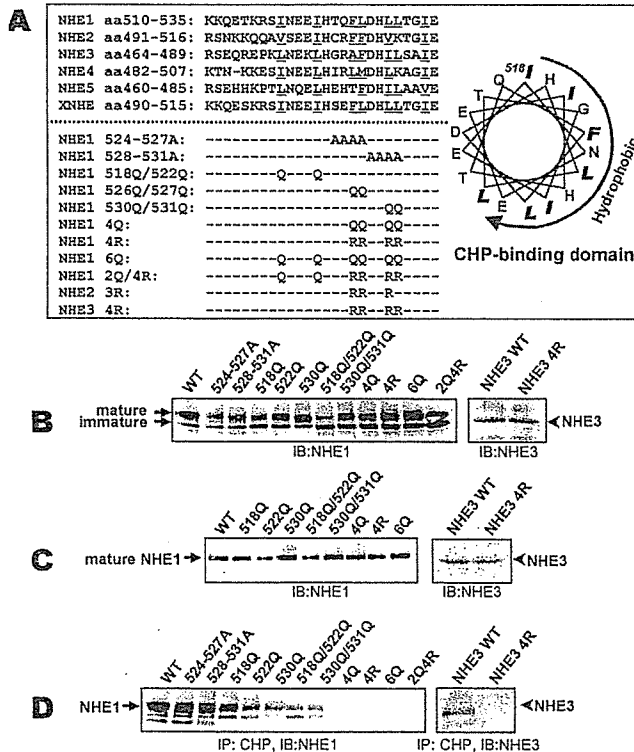 A
NHE1 aa510-535: KKQETKRSINEEIHTQFLDHLLTGIE
NHE2 aa491-516: RSNKKQQAVSEEIHCRFFDHVKTGIE
NHE3 aa464-489: RSEQREPKLNEKLHGRAFDHILSAIE
NHE4 aa482-507: KTN-KKESINEELHIRLMDHLKAGIE
NHE5 aa460-485: RSEHHKPTLNQELHEHTFDHILAAVE
XNHE aa490-515: KKQESKRSINEEIHSEFLDHLLTGIE
NHE1 524-527A: --------------AAAA--------
NHE1 528-531A: ------------------AAAA----
NHE1 518Q/522Q: --------Q---Q------------
NHE1 526Q/527Q: ----------------QQ--------
NHE1 530Q/531Q: --------------------QQ----
NHE1 4Q: ----------------QQ--QQ----
NHE1 4R: ----------------RR--RR----
NHE1 6Q: --------Q---Q--QQ--QQ----
NHE1 2Q/4R: --------Q---Q--RR--RR----
NHE2 3R: ----------------RR--R-----
NHE3 4R: ----------------RR--RR----
518I H I G F N H I L E L T E D E T Q
Hydrophobic
CHP-binding domain
B
WT 524-527A 528-531A 518Q 522Q 530Q 518Q/522Q 530Q/531Q 4Q 4R 6Q 2Q4R
NHE3 WT NHE3 4R
mature
immature
NHE3
IB:NHE1 IB:NHE3
C
WT 518Q 522Q 530Q 518Q/522Q 530Q/531Q 4Q 4R 6Q
NHE3 WT NHE3 4R
mature NHE1
NHE3
IB:NHE1 IB:NHE3
D
WT 524-527A 528-531A 518Q 522Q 530Q 518Q/522Q 530Q/531Q 4Q 4R 6Q 2Q4R
NHE3 WT NHE3 4R
NHE1
NHE3
IP: CHP, IB:NHE1 IP: CHP, IB:NHE3